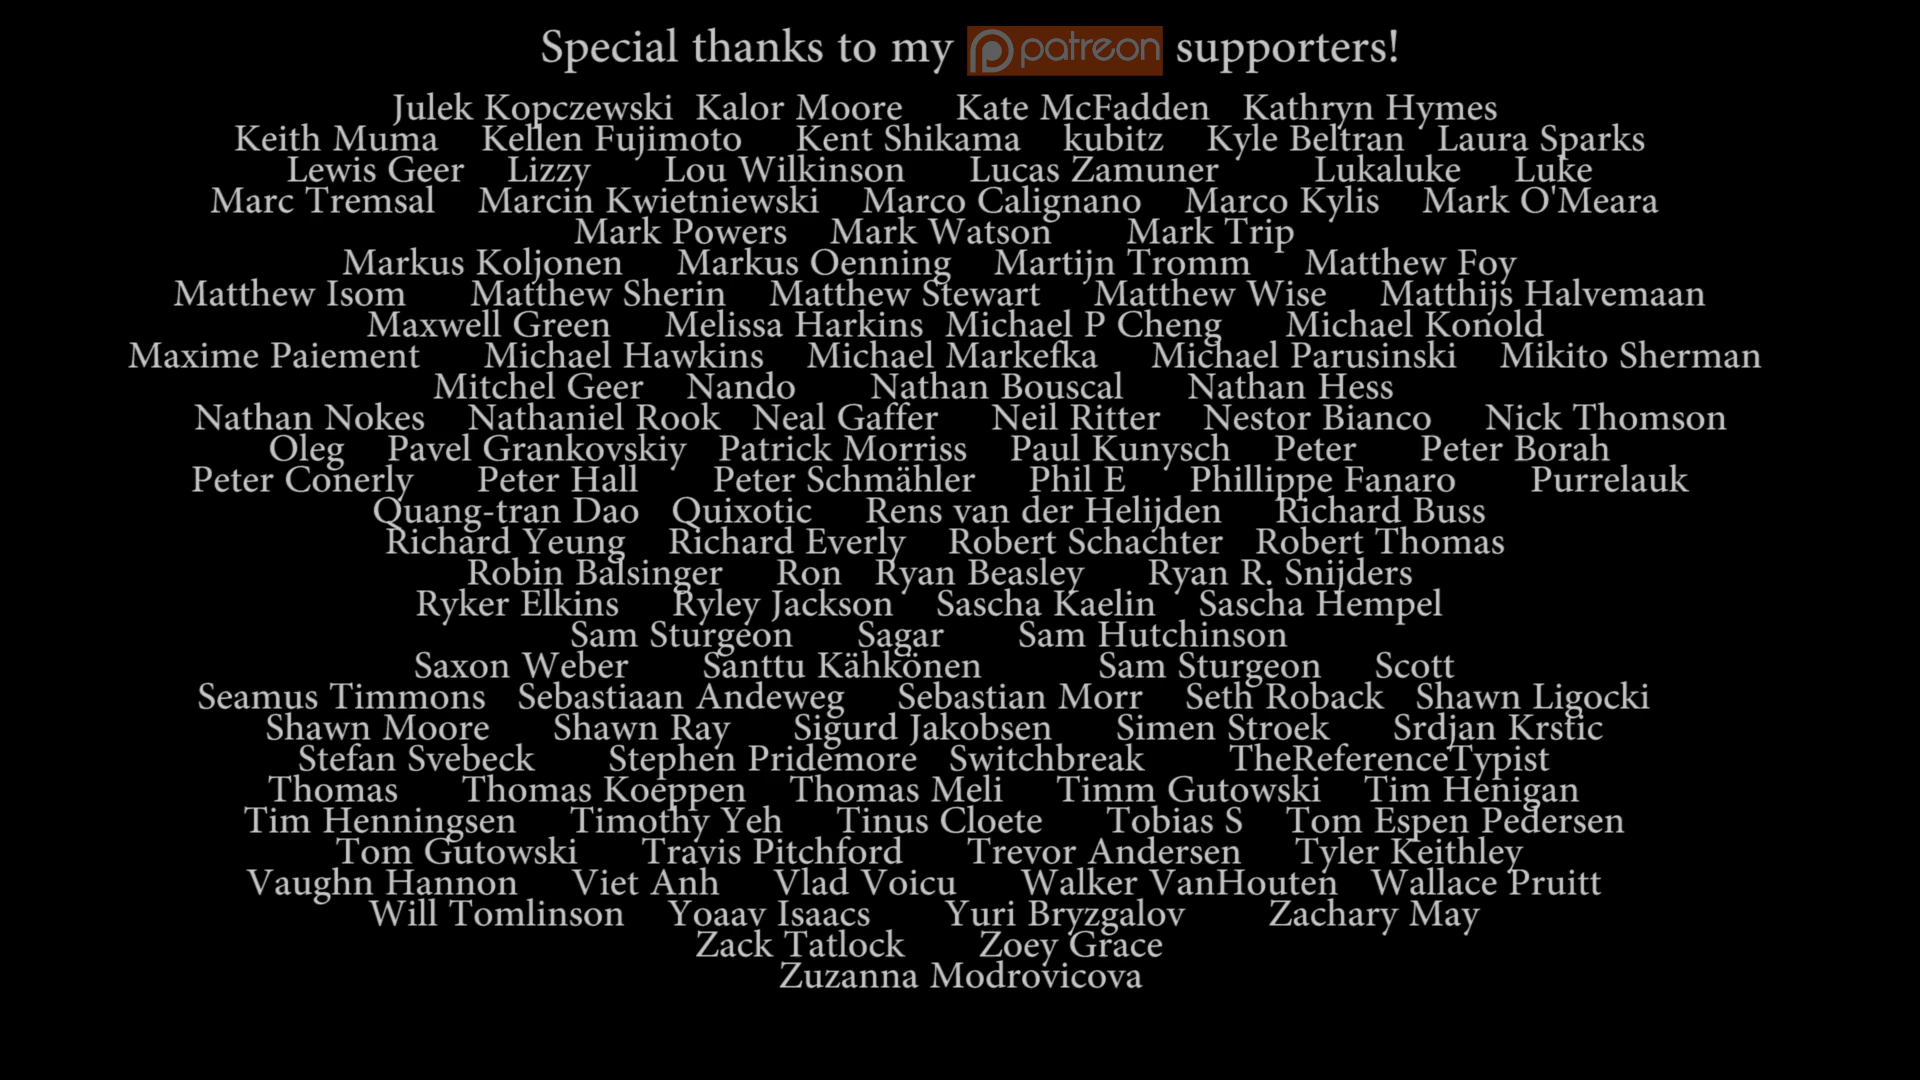 Special thanks to my patreon supporters!
Julek Kopczewski Kalor Moore Kate McFadden Kathryn Hymes
Keith Muma Kellen Fujimoto Kent Shikama kubitz Kyle Beltran Laura Sparks
Lewis Geer Lizzy Lou Wilkinson Lucas Zamuner Lukaluke Luke
Marc Tremsal Marcin Kwietniewski Marco Calignano Marco Kylis Mark O'Meara
Mark Powers Mark Watson Mark Trip
Markus Koljonen Markus Oenning Martijn Tromm Matthew Foy
Matthew Isom Matthew Sherin Matthew Stewart Matthew Wise Matthijs Halvemaan
Maxwell Green Melissa Harkins Michael P Cheng Michael Konold
Maxime Paiement Michael Hawkins Michael Markefka Michael Parusinski Mikito Sherman
Mitchel Geer Nando Nathan Bouscal Nathan Hess
Nathan Nokes Nathaniel Rook Neal Gaffer Neil Ritter Nestor Bianco Nick Thomson
Oleg Pavel Grankovskiy Patrick Morriss Paul Kunysch Peter Peter Borah
Peter Conerly Peter Hall Peter Schmähler Phil E Phillippe Fanaro Purrelauk
Quang-tran Dao Quixotic Rens van der Helijden Richard Buss
Richard Yeung Richard Everly Robert Schachter Robert Thomas
Robin Balsinger Ron Ryan Beasley Ryan R. Snijders
Ryker Elkins Ryley Jackson Sascha Kaelin Sascha Hempel
Sam Sturgeon Sagar Sam Hutchinson
Saxon Weber Santtu Kähkönen Sam Sturgeon Scott
Seamus Timmons Sebastiaan Andeweg Sebastian Morr Seth Roback Shawn Ligocki
Shawn Moore Shawn Ray Sigurd Jakobsen Simen Stroek Srdjan Krstic
Stefan Svebeck Stephen Pridemore Switchbreak TheReferenceTypist
Thomas Thomas Koeppen Thomas Meli Timm Gutowski Tim Henigan
Tim Henningsen Timothy Yeh Tinus Cloete Tobias S Tom Espen Pedersen
Tom Gutowski Travis Pitchford Trevor Andersen Tyler Keithley
Vaughn Hannon Viet Anh Vlad Voicu Walker VanHouten Wallace Pruitt
Will Tomlinson Yoaav Isaacs Yuri Bryzgalov Zachary May
Zack Tatlock Zoey Grace
Zuzanna Modrovicova